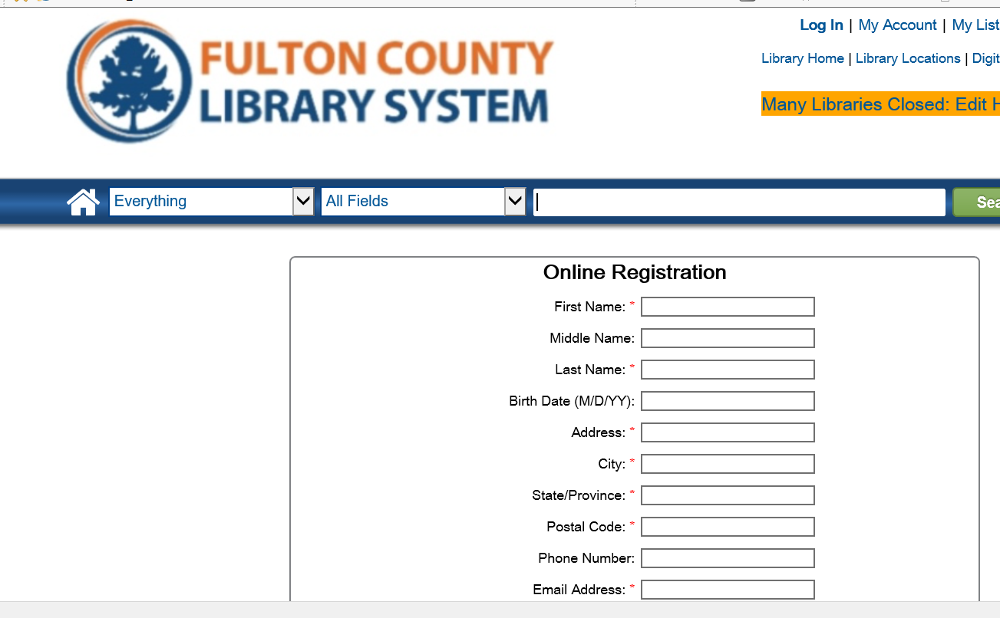 Log In | My Account | My List
FULTON COUNTY
LIBRARY SYSTEM
Library Home | Library Locations | Digit
Many Libraries Closed: Edit H
Everything
All Fields
Sea
Online Registration
First Name: *
Middle Name:
Last Name: *
Birth Date (M/D/YY):
Address: *
City: *
State/Province: *
Postal Code: *
Phone Number:
Email Address: *